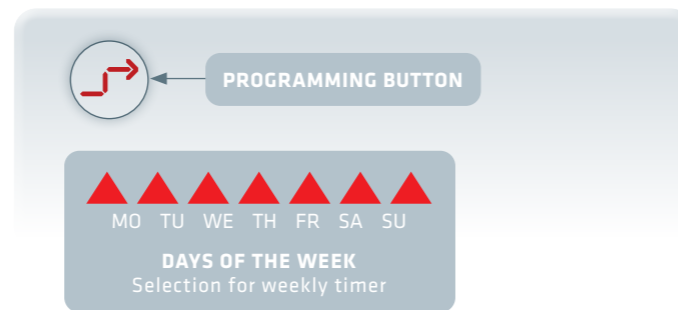 PROGRAMMING BUTTON
MO TU WE TH FR SA SU
DAYS OF THE WEEK
Selection for weekly timer